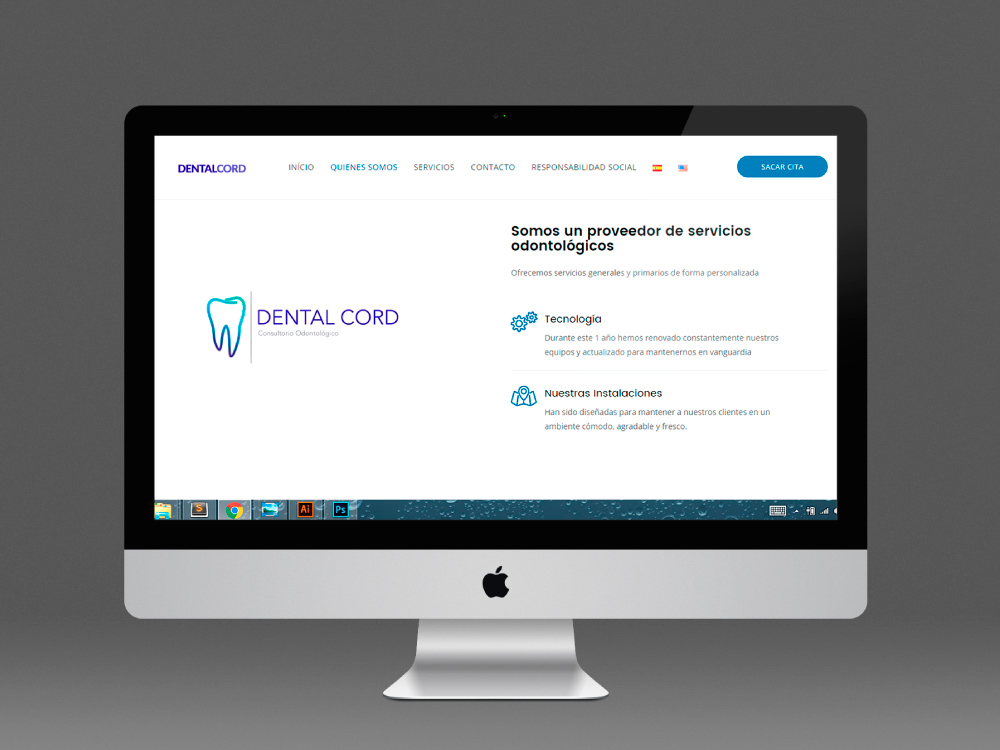 DENTALCORD
INÍCIO QUIENES SOMOS SERVICIOS CONTACTO RESPONSABILIDAD SOCIAL
SACAR CITA
DENTAL CORD
Consultorio Odontológico
Somos un proveedor de servicios
odontológicos
Ofrecemos servicios generales y primarios de forma personalizada
Tecnología
Durante este 1 año hemos renovado constantemente nuestros
equipos y actualizado para mantenernos en vanguardia
Nuestras Instalaciones
Han sido diseñadas para mantener a nuestros clientes en un
ambiente cómodo, agradable y fresco.
S
Ai
Ps